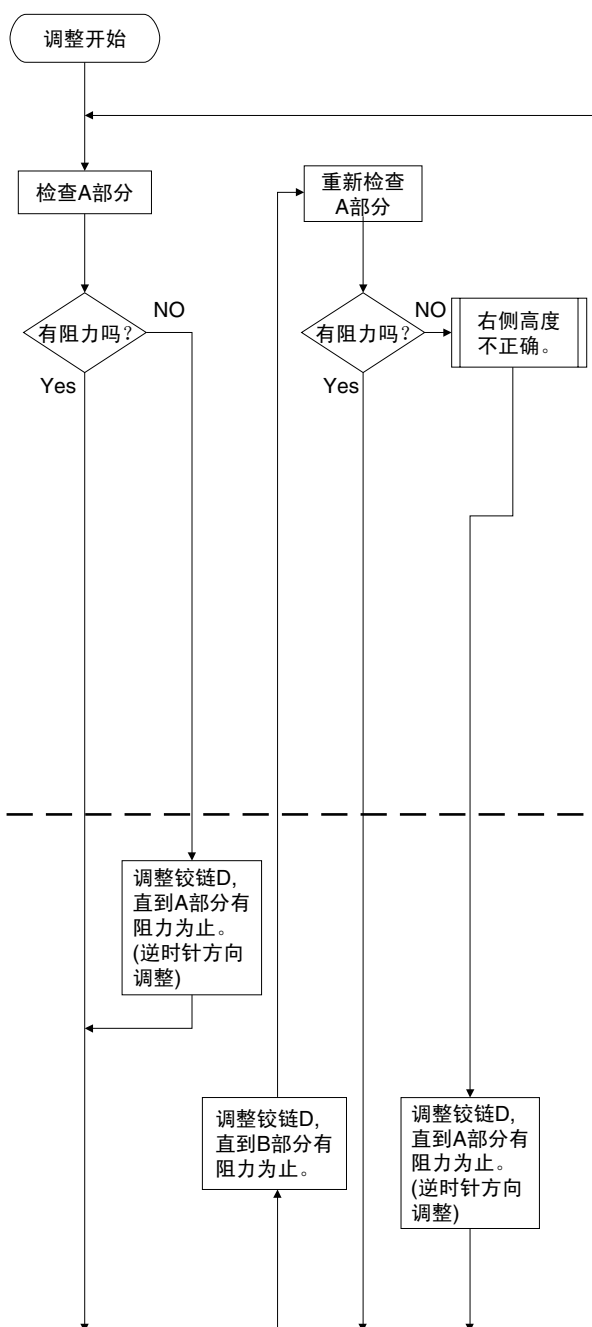 调整开始
检查A部分
重新检查
A部分
有阻力吗?
NO
Yes
有阻力吗?
NO
Yes
右侧高度
不正确。
调整铰链D,
直到A部分有
阻力为止。
(逆时针方向
调整)
调整铰链D,
直到B部分有
阻力为止。
调整铰链D,
直到A部分有
阻力为止。
(逆时针方向
调整)